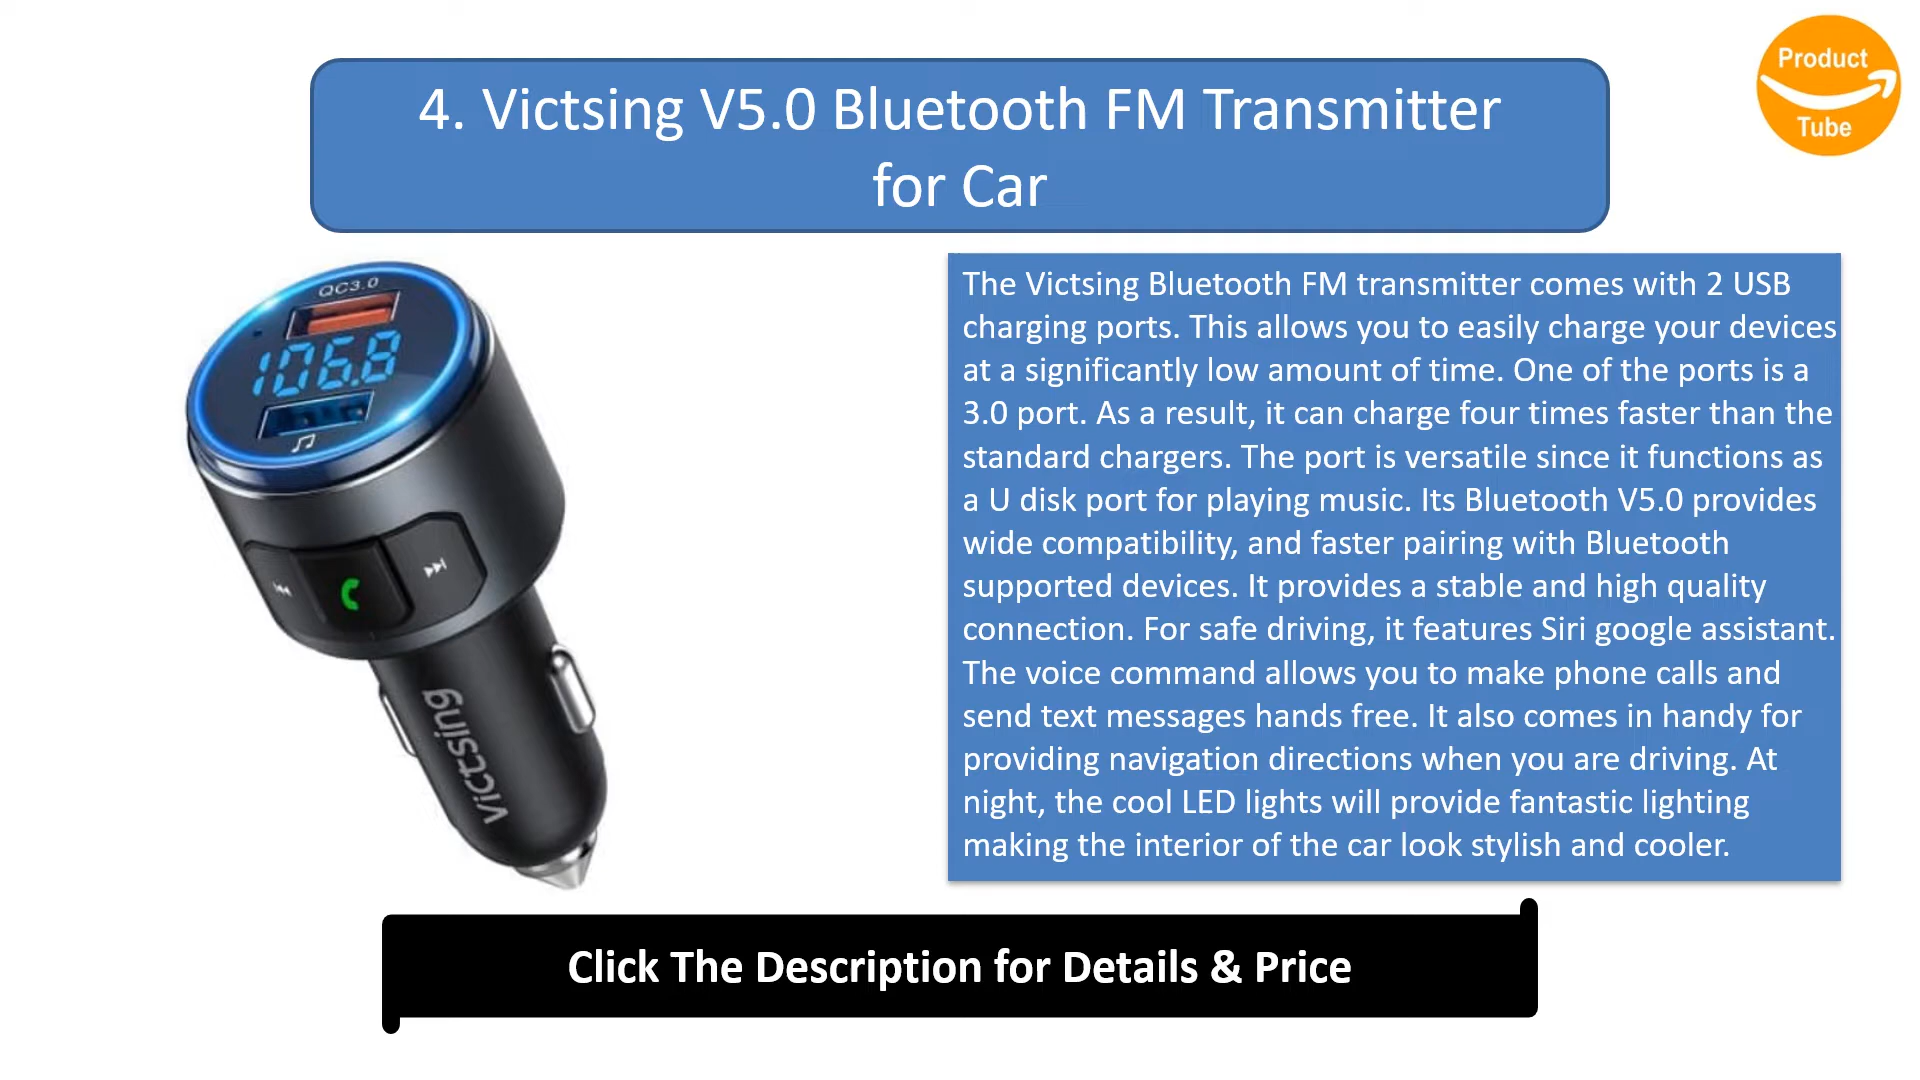 Product
Tube
4. Victsing V5.0 Bluetooth FM Transmitter
for Car
QC3.0
106.8
Victsing
The Victsing Bluetooth FM transmitter comes with 2 USB
charging ports. This allows you to easily charge your devices
at a significantly low amount of time. One of the ports is a
3.0 port. As a result, it can charge four times faster than the
standard chargers. The port is versatile since it functions as
a U disk port for playing music. Its Bluetooth V5.0 provides
wide compatibility, and faster pairing with Bluetooth
supported devices. It provides a stable and high quality
connection. For safe driving, it features Siri google assistant.
The voice command allows you to make phone calls and
send text messages hands free. It also comes in handy for
providing navigation directions when you are driving. At
night, the cool LED lights will provide fantastic lighting
making the interior of the car look stylish and cooler.
Click The Description for Details & Price